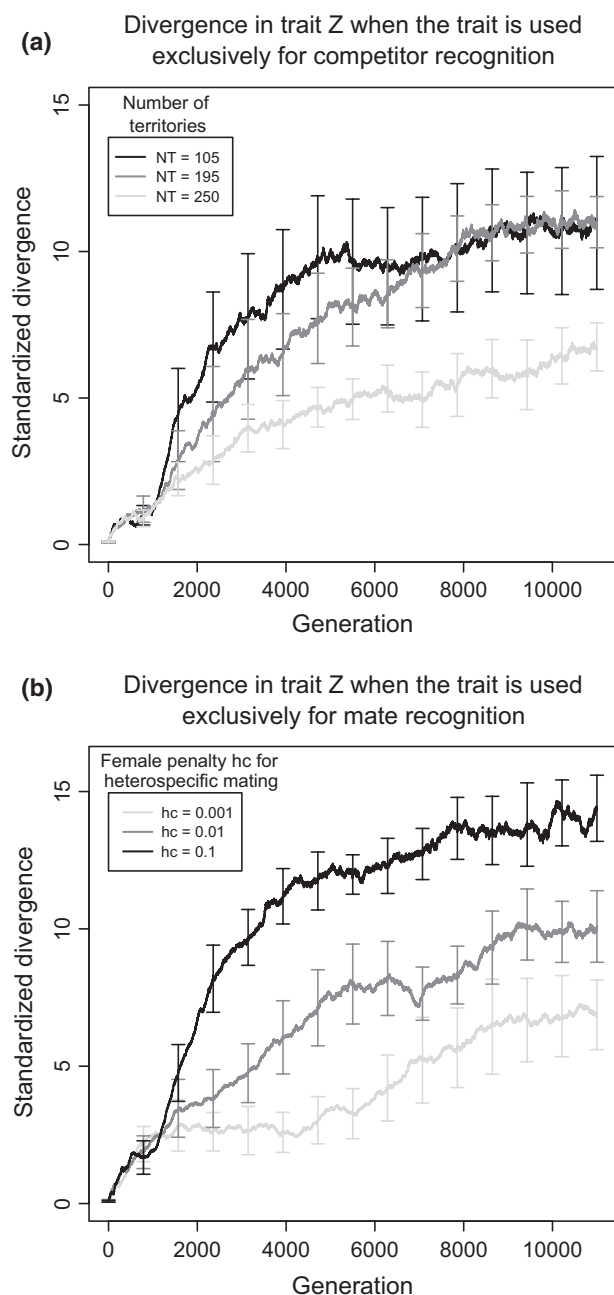 (a)
Divergence in trait Z when the trait is used
exclusively for competitor recognition
Number of
territories
NT = 105
NT = 195
NT = 250
Standardized divergence
15
10
5
0
0 2000 4000 6000 8000 10000
Generation
(b)
Divergence in trait Z when the trait is used
exclusively for mate recognition
Female penalty hc for
heterospecific mating
hc = 0.001
hc = 0.01
hc = 0.1
Standardized divergence
15
10
5
0
0 2000 4000 6000 8000 10000
Generation